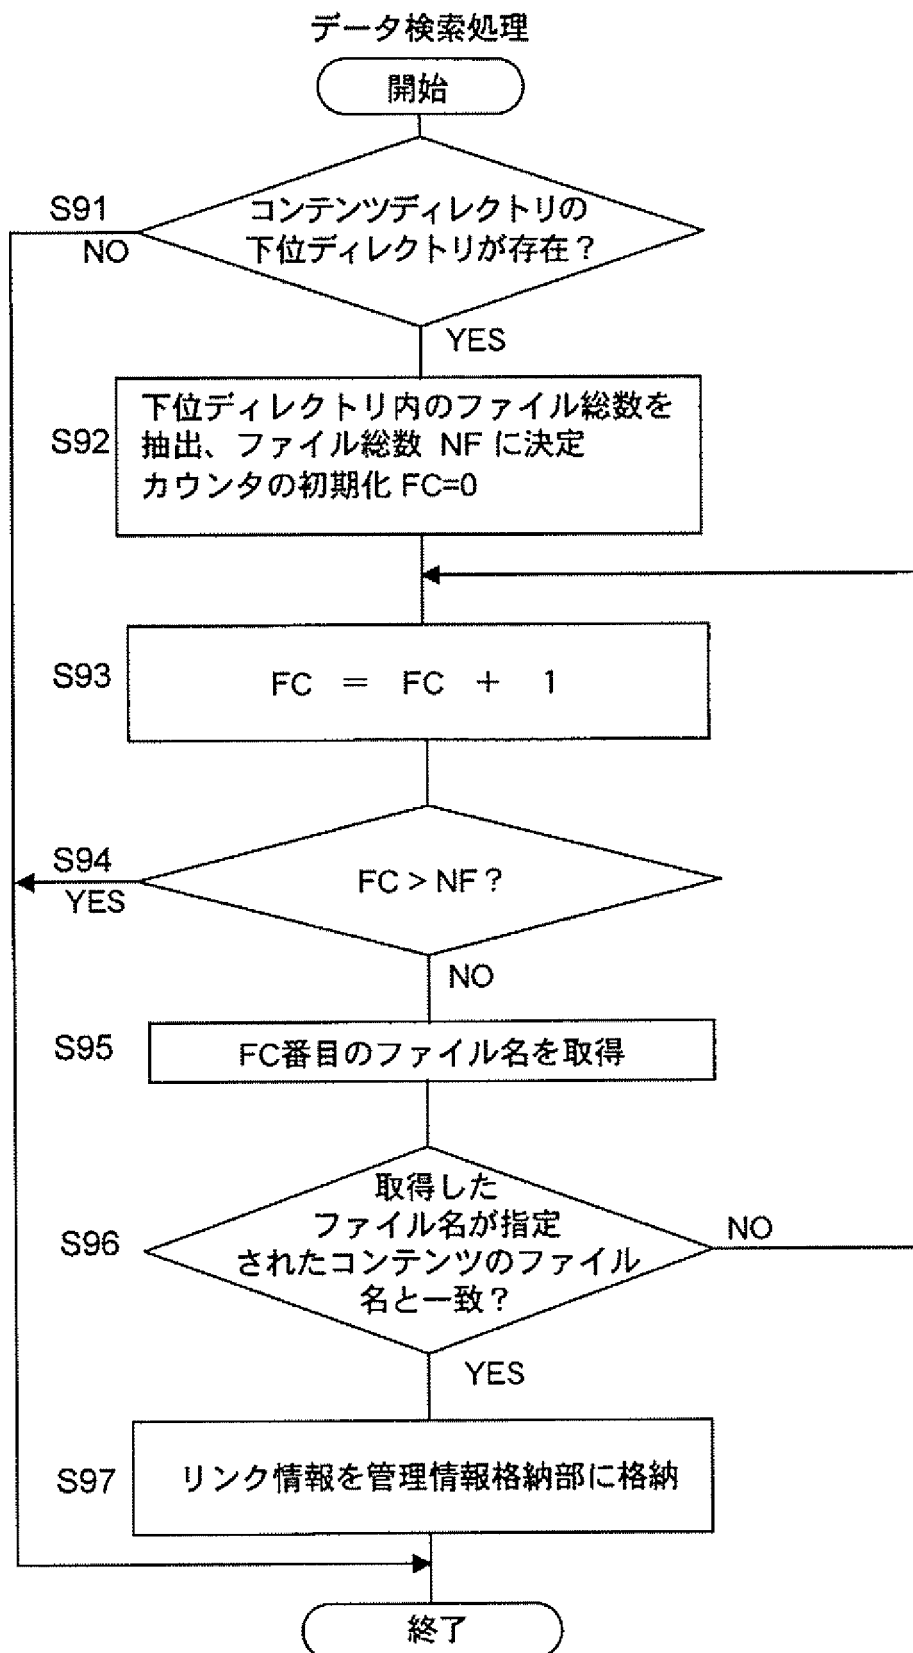 データ検索処理
開始
S91
コンテンツディレクトリの
下位ディレクトリが存在？
NO
YES
S92
下位ディレクトリ内のファイル総数を
抽出、ファイル総数 NF に決定
カウンタの初期化 FC=0
S93
FC ＝ FC ＋ 1
S94
FC > NF？
YES
NO
S95
FC番目のファイル名を取得
S96
取得した
ファイル名が指定
されたコンテンツのファイル
名と一致？
NO
YES
S97
リンク情報を管理情報格納部に格納
終了